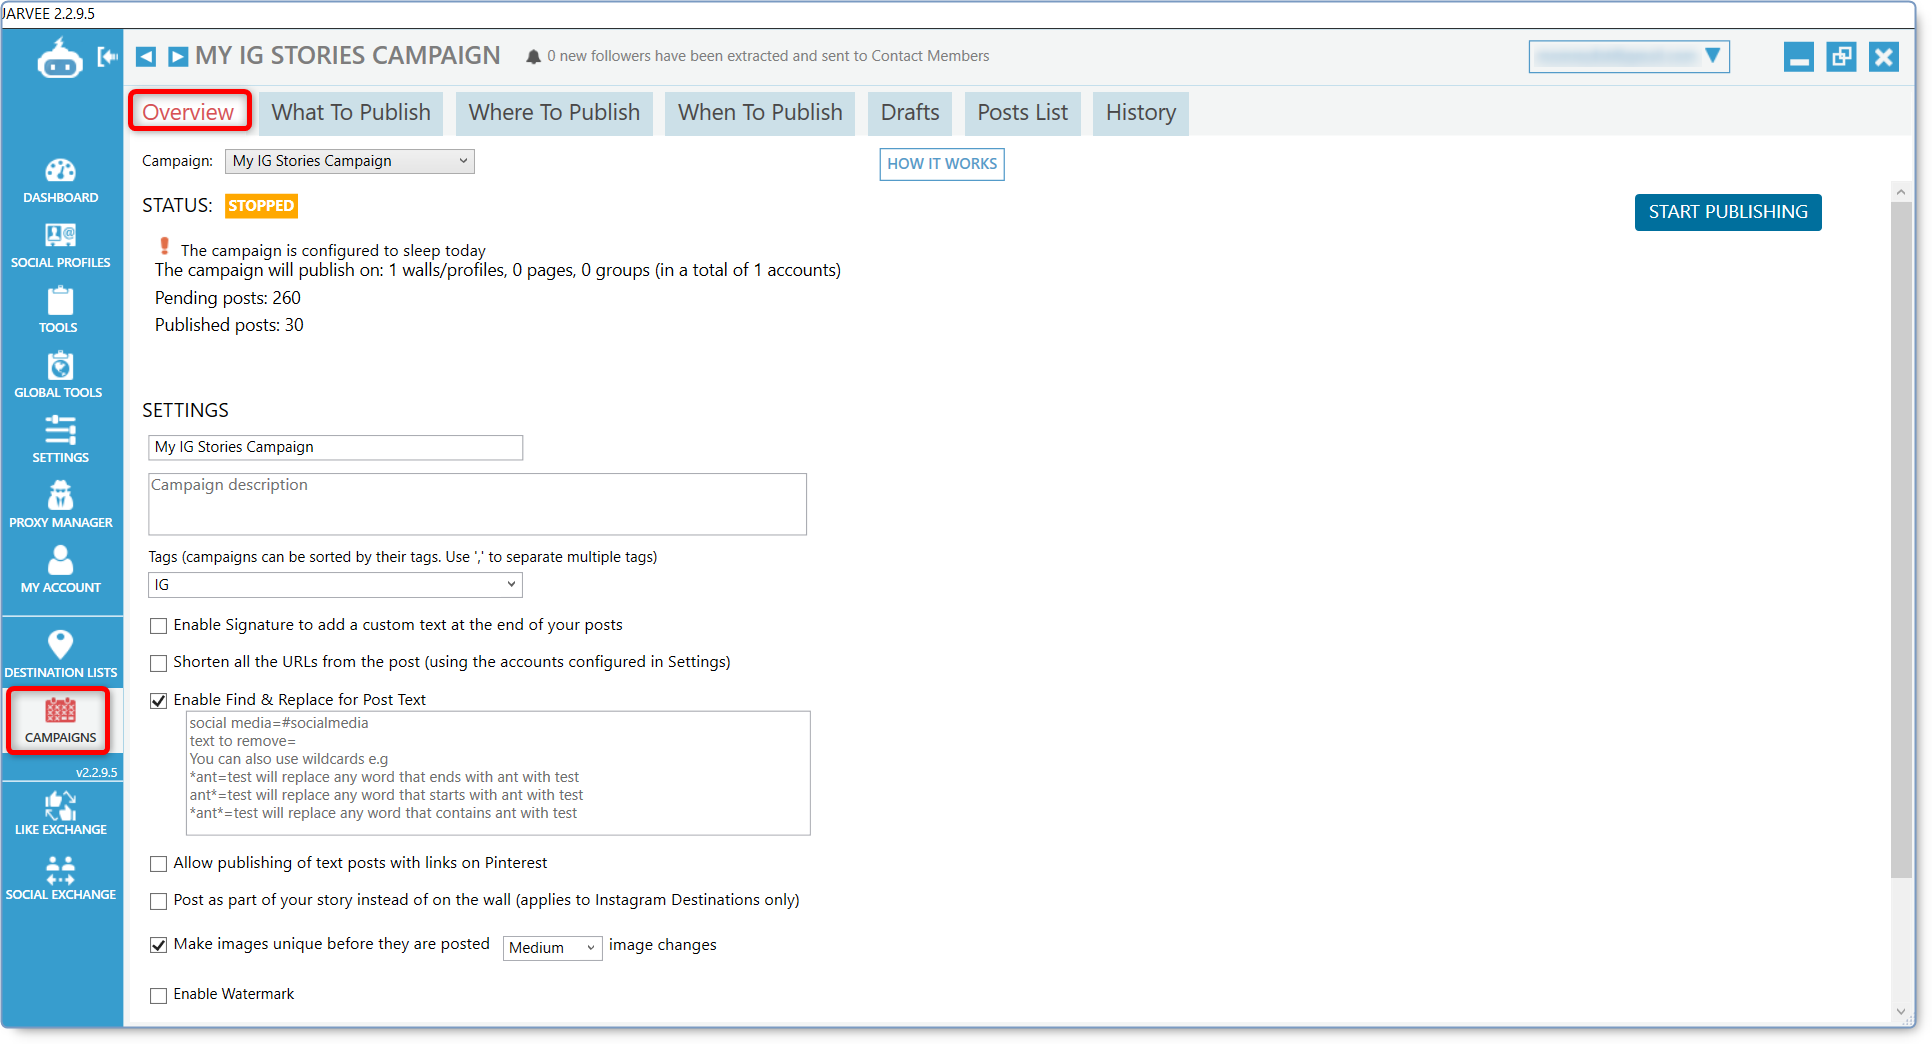 JARVEE 2.2.9.5
MY IG STORIES CAMPAIGN
0 new followers have been extracted and sent to Contact Members
Overview
What To Publish
Where To Publish
When To Publish
Drafts
Posts List
History
Campaign:
My IG Stories Campaign
HOW IT WORKS
STATUS:
STOPPED
START PUBLISHING
The campaign is configured to sleep today
The campaign will publish on: 1 walls/profiles, 0 pages, 0 groups (in a total of 1 accounts)
Pending posts: 260
Published posts: 30
SETTINGS
My IG Stories Campaign
Campaign description
Tags (campaigns can be sorted by their tags. Use ',' to separate multiple tags)
IG
Enable Signature to add a custom text at the end of your posts
Shorten all the URLs from the post (using the accounts configured in Settings)
Enable Find & Replace for Post Text
social media=#socialmedia
text to remove=
You can also use wildcards e.g
*ant=test will replace any word that ends with ant with test
ant*=test will replace any word that starts with ant with test
*ant*=test will replace any word that contains ant with test
Allow publishing of text posts with links on Pinterest
Post as part of your story instead of on the wall (applies to Instagram Destinations only)
Make images unique before they are posted
Medium
image changes
Enable Watermark
DASHBOARD
SOCIAL PROFILES
TOOLS
GLOBAL TOOLS
SETTINGS
PROXY MANAGER
MY ACCOUNT
DESTINATION LISTS
CAMPAIGNS
v2.2.9.5
LIKE EXCHANGE
SOCIAL EXCHANGE